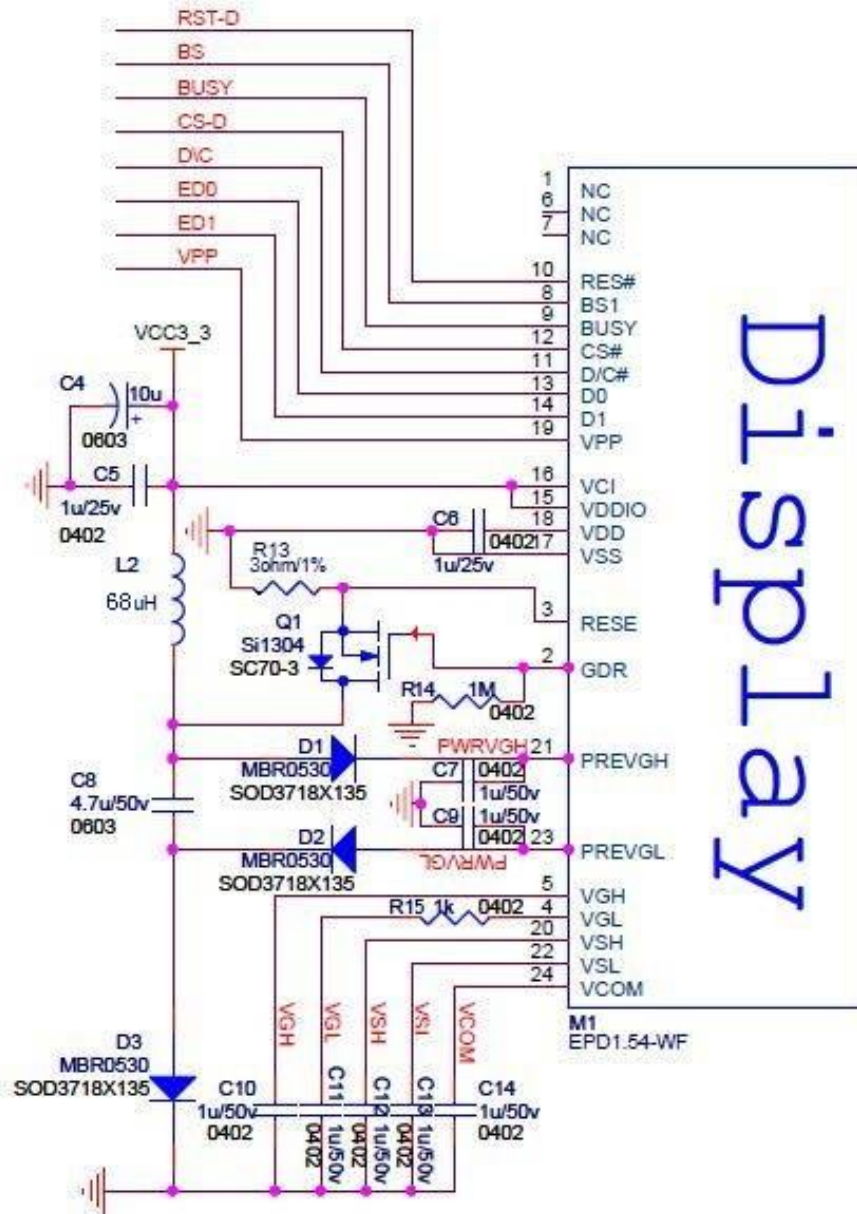 RST-D
BS
BUSY
CS-D
D\C
ED0
ED1
VPP
VCC3_3
C4
10u
+
0603
C5
1u/25v
0402
L2
68uH
R13
3ohm/1%
C6
0402
1u/25v
Q1
Si1304
SC70-3
R14
1M
0402
D1
MBR0530
SOD3718X135
PWRVGH
C7
0402
1u/50v
C8
4.7u/50v
0603
1u/50v
C9
0402
D2
MBR0530
SOD3718X135
PWRVGL
R15
1k
0402
VGH
VGL
VSH
VSL
VCOM
D3
MBR0530
SOD3718X135
C10
1u/50v
0402
C11
1u/50v
0402
C12
1u/50v
0402
C13
1u/50v
0402
C14
1u/50v
0402
1 NC
6 NC
7 NC
10 RES#
8 BS1
9 BUSY
12 CS#
11 D/C#
13 D0
14 D1
19 VPP
16 VCI
15 VDDIO
18 VDD
17 VSS
3 RESE
2 GDR
21 PREVGH
23 PREVGL
5 VGH
4 VGL
20 VSH
22 VSL
24 VCOM
Display
M1
EPD1.54-WF